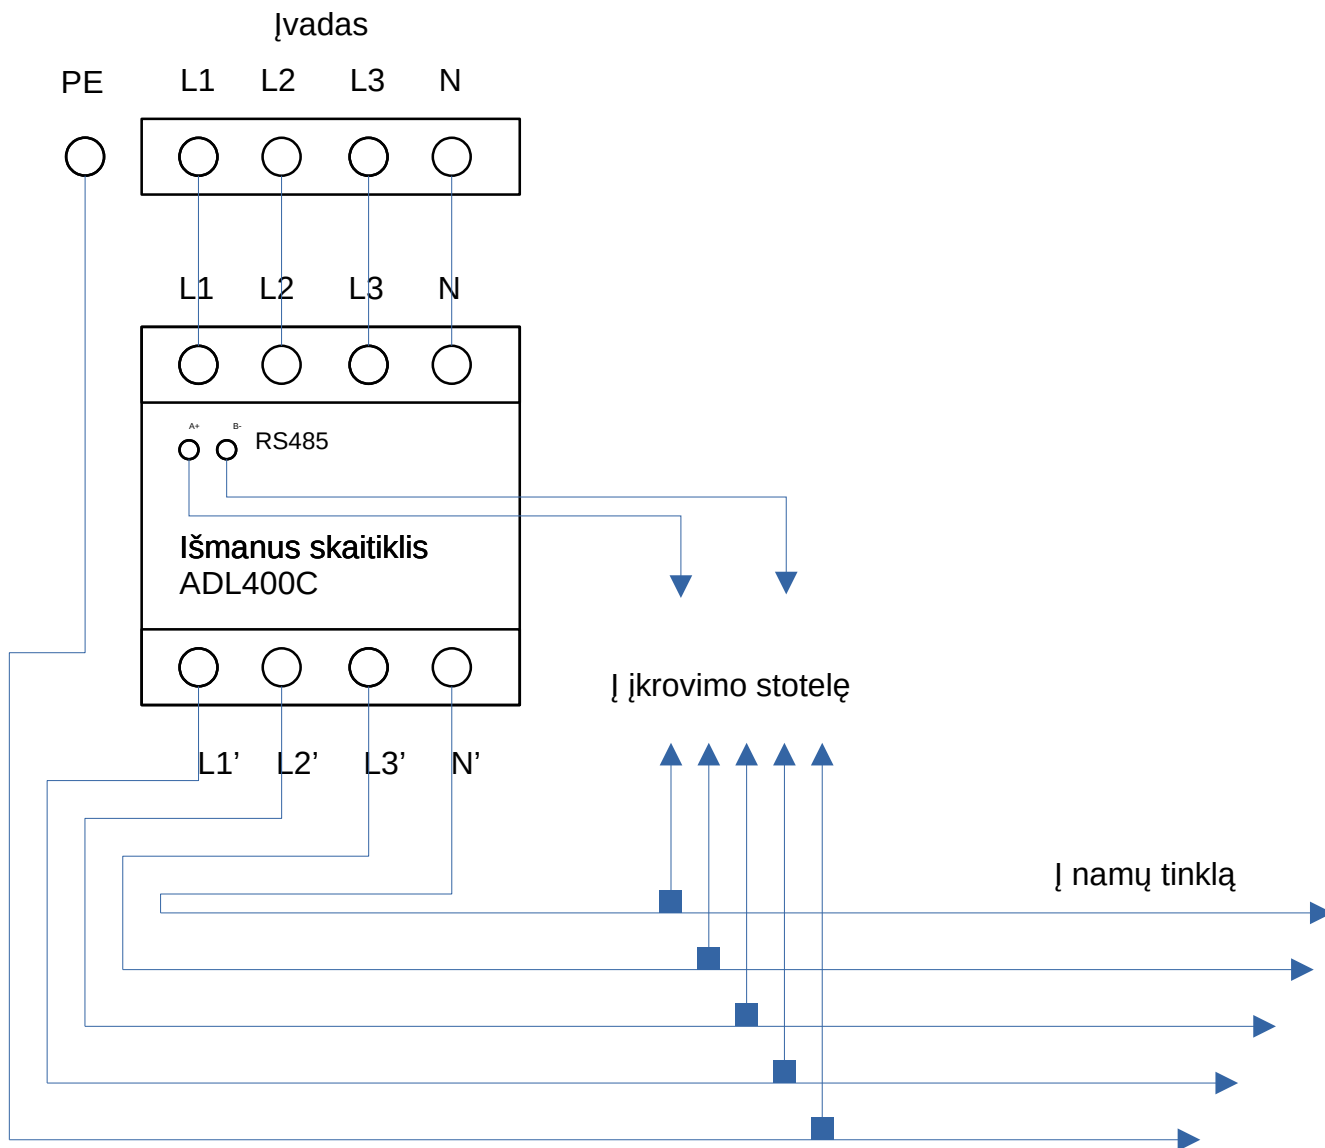 Įvadas
PE L1 L2 L3 N
L1 L2 L3 N
A+ B- RS485
Išmanus skaitiklis
ADL400C
Į įkrovimo stotelę
L1’ L2’ L3’ N’
Į namų tinklą